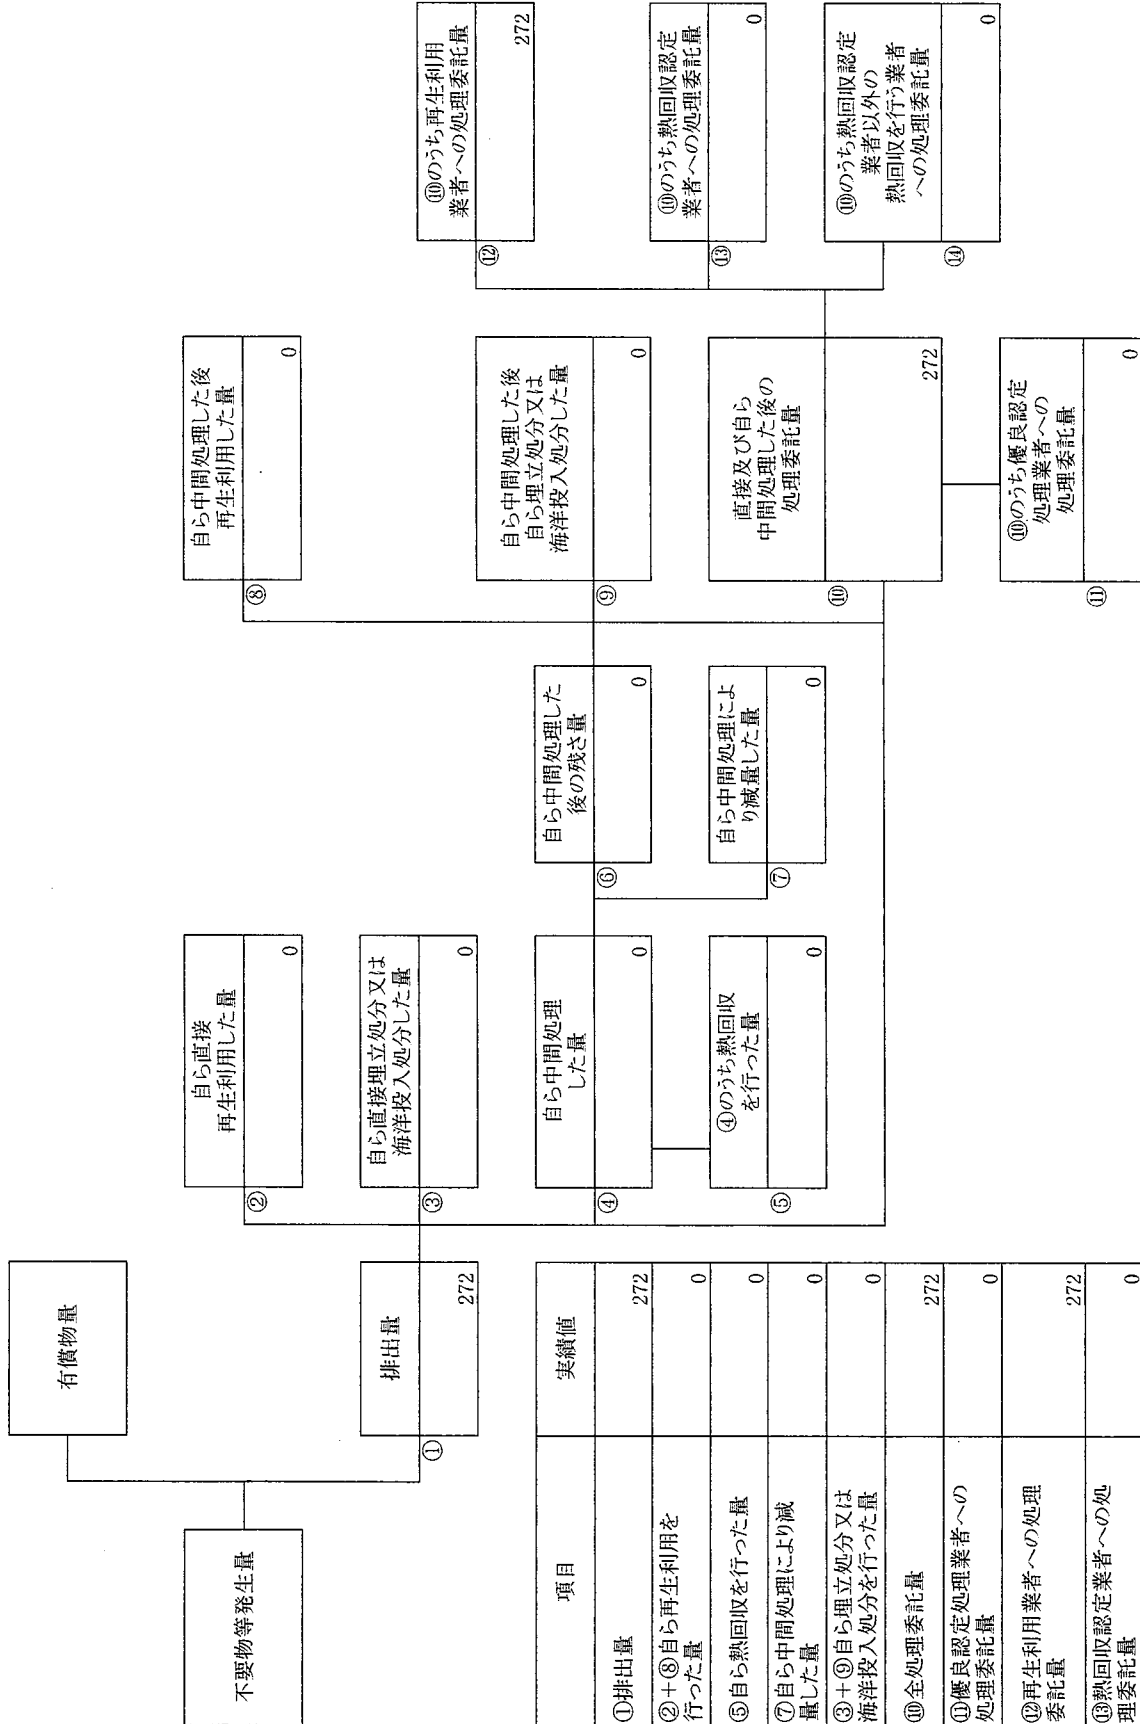 不要物等発生量
有償物量
①
排出量
272
②
自ら直接
再生利用した量
0
③
自ら直接埋立処分又は
海洋投入処分した量
0
④
自ら中間処理
した量
0
⑤
④のうち熱回収
を行った量
0
⑥
自ら中間処理した
後の残さ量
0
⑦
自ら中間処理によ
り減量した量
0
⑧
自ら中間処理した後
再生利用した量
0
⑨
自ら中間処理した後
自ら埋立処分又は
海洋投入処分した量
0
⑩
直接及び自ら
中間処理した後の
処理委託量
272
⑪
⑩のうち優良認定
処理業者への
処理委託量
0
⑫
⑩のうち再生利用
業者への処理委託量
272
⑬
⑩のうち熱回収認定
業者への処理委託量
0
⑭
⑩のうち熱回収認定
業者以外の
熱回収を行う業者
への処理委託量
0
項目 実績値
①排出量 272
②+⑧自ら再生利用を
行った量 0
⑤自ら熱回収を行った量 0
⑦自ら中間処理により減
量した量 0
③+⑨自ら埋立処分又は
海洋投入処分を行った量 0
⑩全処理委託量 272
⑪優良認定処理業者への
処理委託量 0
⑫再生利用業者への処理
委託量 272
⑬熱回収認定業者への処
理委託量 0